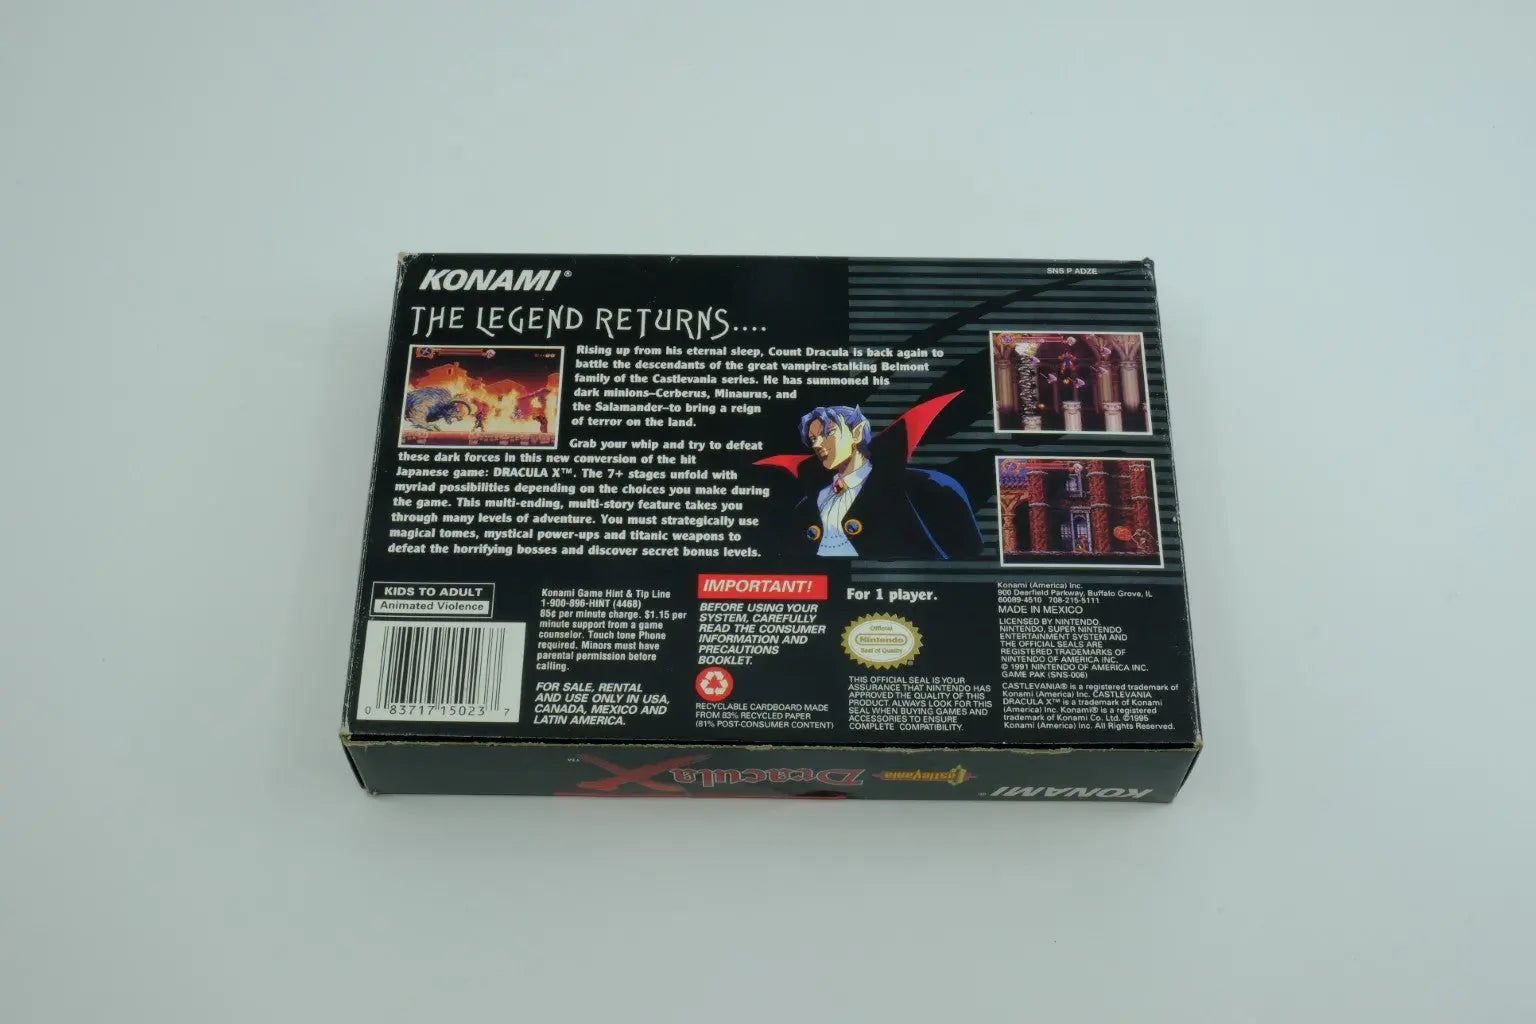 KONAMI®
SNS P ADZE
THE LEGEND RETURNS....
Rising up from his eternal sleep, Count Dracula is back again to
battle the descendants of the great vampire-stalking Belmont
family of the Castlevania series. He has summoned his
dark minions–Cerberus, Minaurus, and
the Salamander–to bring a reign
of terror on the land.
Grab your whip and try to defeat
these dark forces in this new conversion of the hit
Japanese game: DRACULA X™. The 7+ stages unfold with
myriad possibilities depending on the choices you make during
the game. This multi-ending, multi-story feature takes you
through many levels of adventure. You must strategically use
magical tomes, mystical power-ups and titanic weapons to
defeat the horrifying bosses and discover secret bonus levels.
KIDS TO ADULT
Animated Violence
0 83717 15023 7
Konami Game Hint & Tip Line
1-900-896-HINT (4468)
85¢ per minute charge. $1.15 per
minute support from a game
counselor. Touch tone Phone
required. Minors must have
parental permission before
calling.
FOR SALE, RENTAL
AND USE ONLY IN USA,
CANADA, MEXICO AND
LATIN AMERICA.
IMPORTANT!
BEFORE USING YOUR
SYSTEM, CAREFULLY
READ THE CONSUMER
INFORMATION AND
PRECAUTIONS
BOOKLET.
RECYCLABLE CARDBOARD MADE
FROM 83% RECYCLED PAPER
(81% POST-CONSUMER CONTENT)
For 1 player.
Official
Nintendo
Seal of Quality
THIS OFFICIAL SEAL IS YOUR
ASSURANCE THAT NINTENDO HAS
APPROVED THE QUALITY OF THIS
PRODUCT. ALWAYS LOOK FOR THIS
SEAL WHEN BUYING GAMES AND
ACCESSORIES TO ENSURE
COMPLETE COMPATIBILITY.
Konami (America) Inc.
900 Deerfield Parkway, Buffalo Grove, IL
60089-4510 708-215-5111
MADE IN MEXICO
LICENSED BY NINTENDO.
NINTENDO, SUPER NINTENDO
ENTERTAINMENT SYSTEM AND
THE OFFICIAL SEALS ARE
REGISTERED TRADEMARKS OF
NINTENDO OF AMERICA INC.
© 1991 NINTENDO OF AMERICA INC.
GAME PAK (SNS-006)
CASTLEVANIA® is a registered trademark of
Konami (America) Inc. CASTLEVANIA
DRACULA X™ is a trademark of Konami
(America) Inc. Konami® is a registered
trademark of Konami Co. Ltd. ©1995
Konami (America) Inc. All Rights Reserved.
KONAMI®
Castlevania
Dracula X™